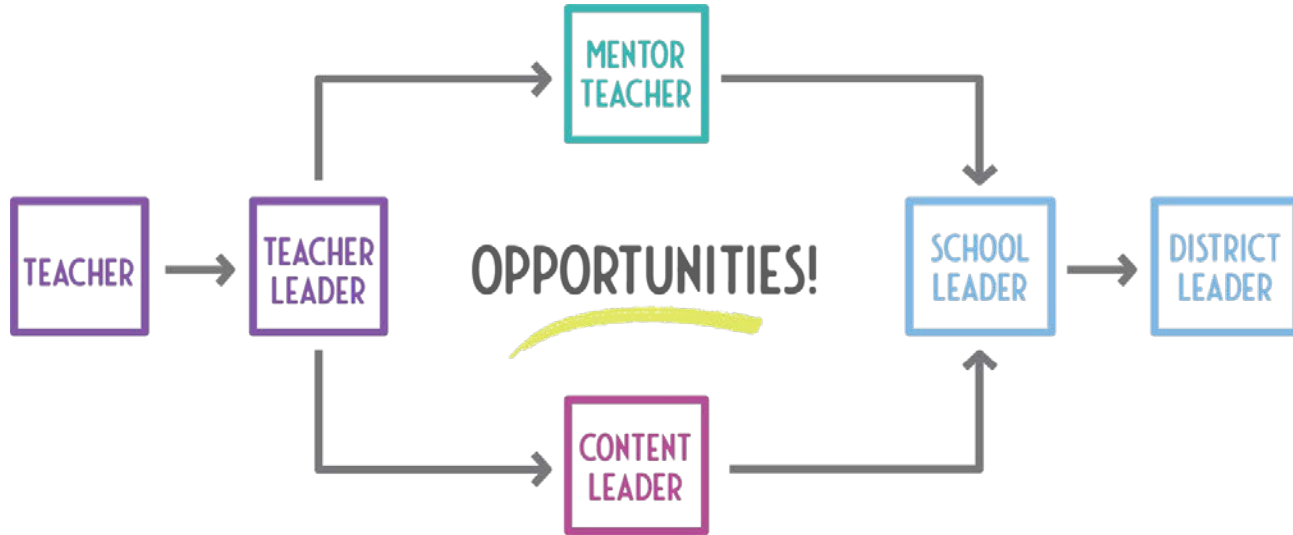 MENTOR
TEACHER
TEACHER
TEACHER
LEADER
OPPORTUNITIES!
SCHOOL
LEADER
DISTRICT
LEADER
CONTENT
LEADER